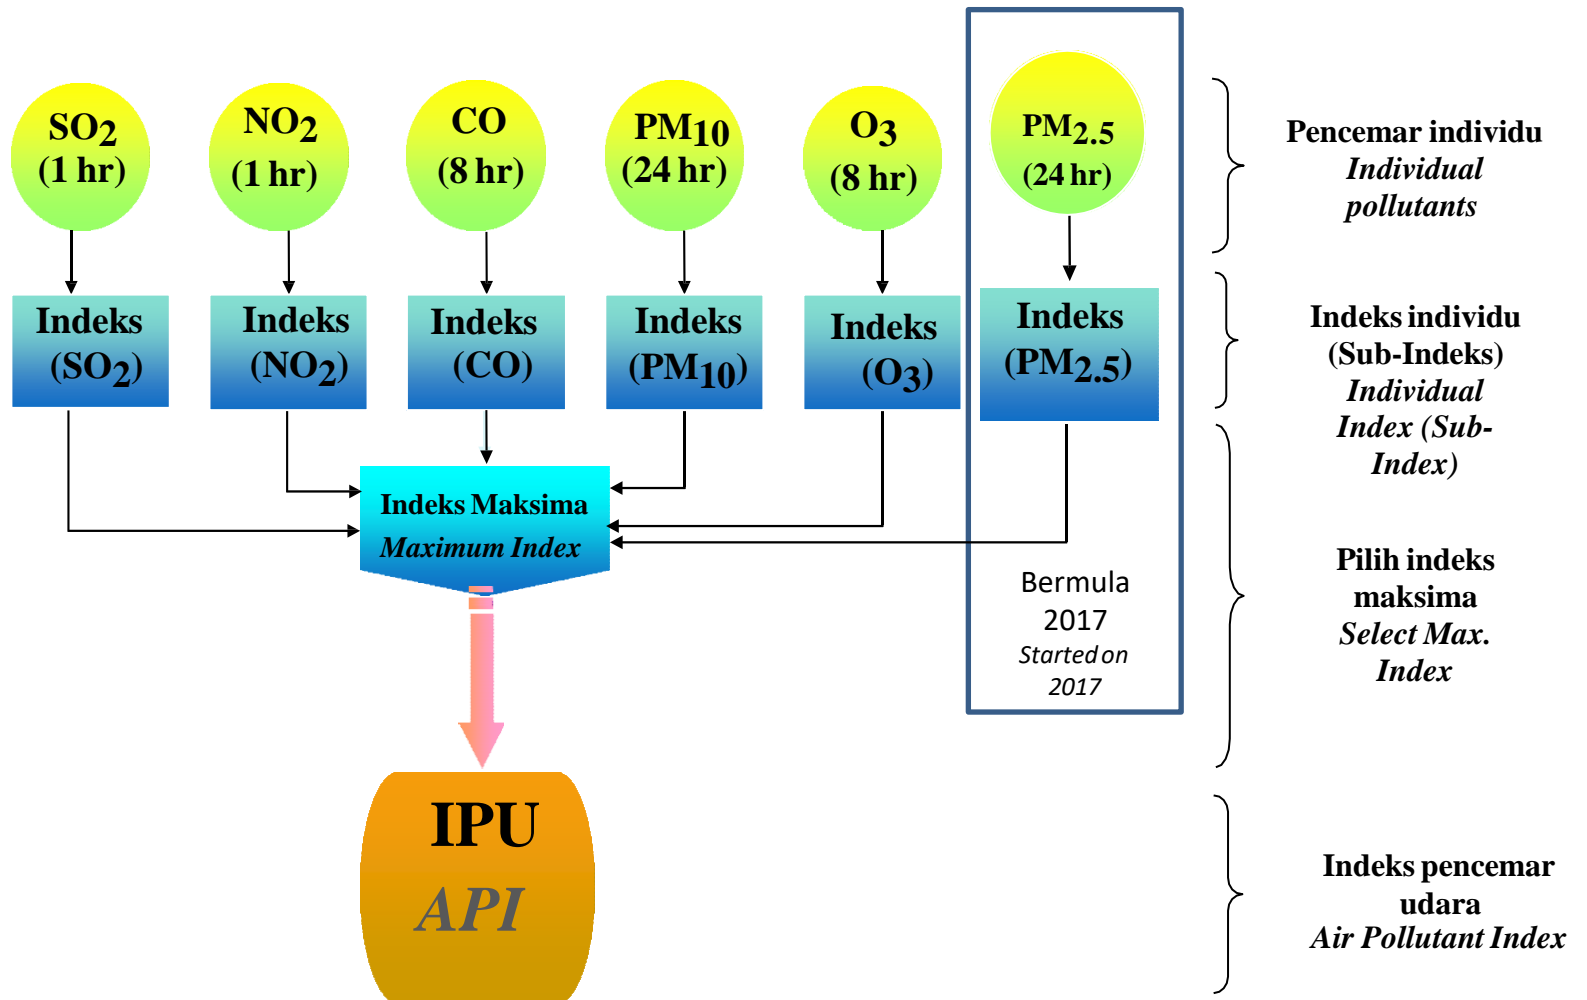 SO2
(1 hr)
NO2
(1 hr)
CO
(8 hr)
PM10
(24 hr)
O3
(8 hr)
PM2.5
(24 hr)
Pencemar individu
Individual
pollutants
Indeks
(SO2)
Indeks
(NO2)
Indeks
(CO)
Indeks
(PM10)
Indeks
(O3)
Indeks
(PM2.5)
Indeks individu
(Sub-Indeks)
Individual
Index (Sub-
Index)
Indeks Maksima
Maximum Index
Bermula
2017
Started on
2017
Pilih indeks
maksima
Select Max.
Index
IPU
API
Indeks pencemar
udara
Air Pollutant Index